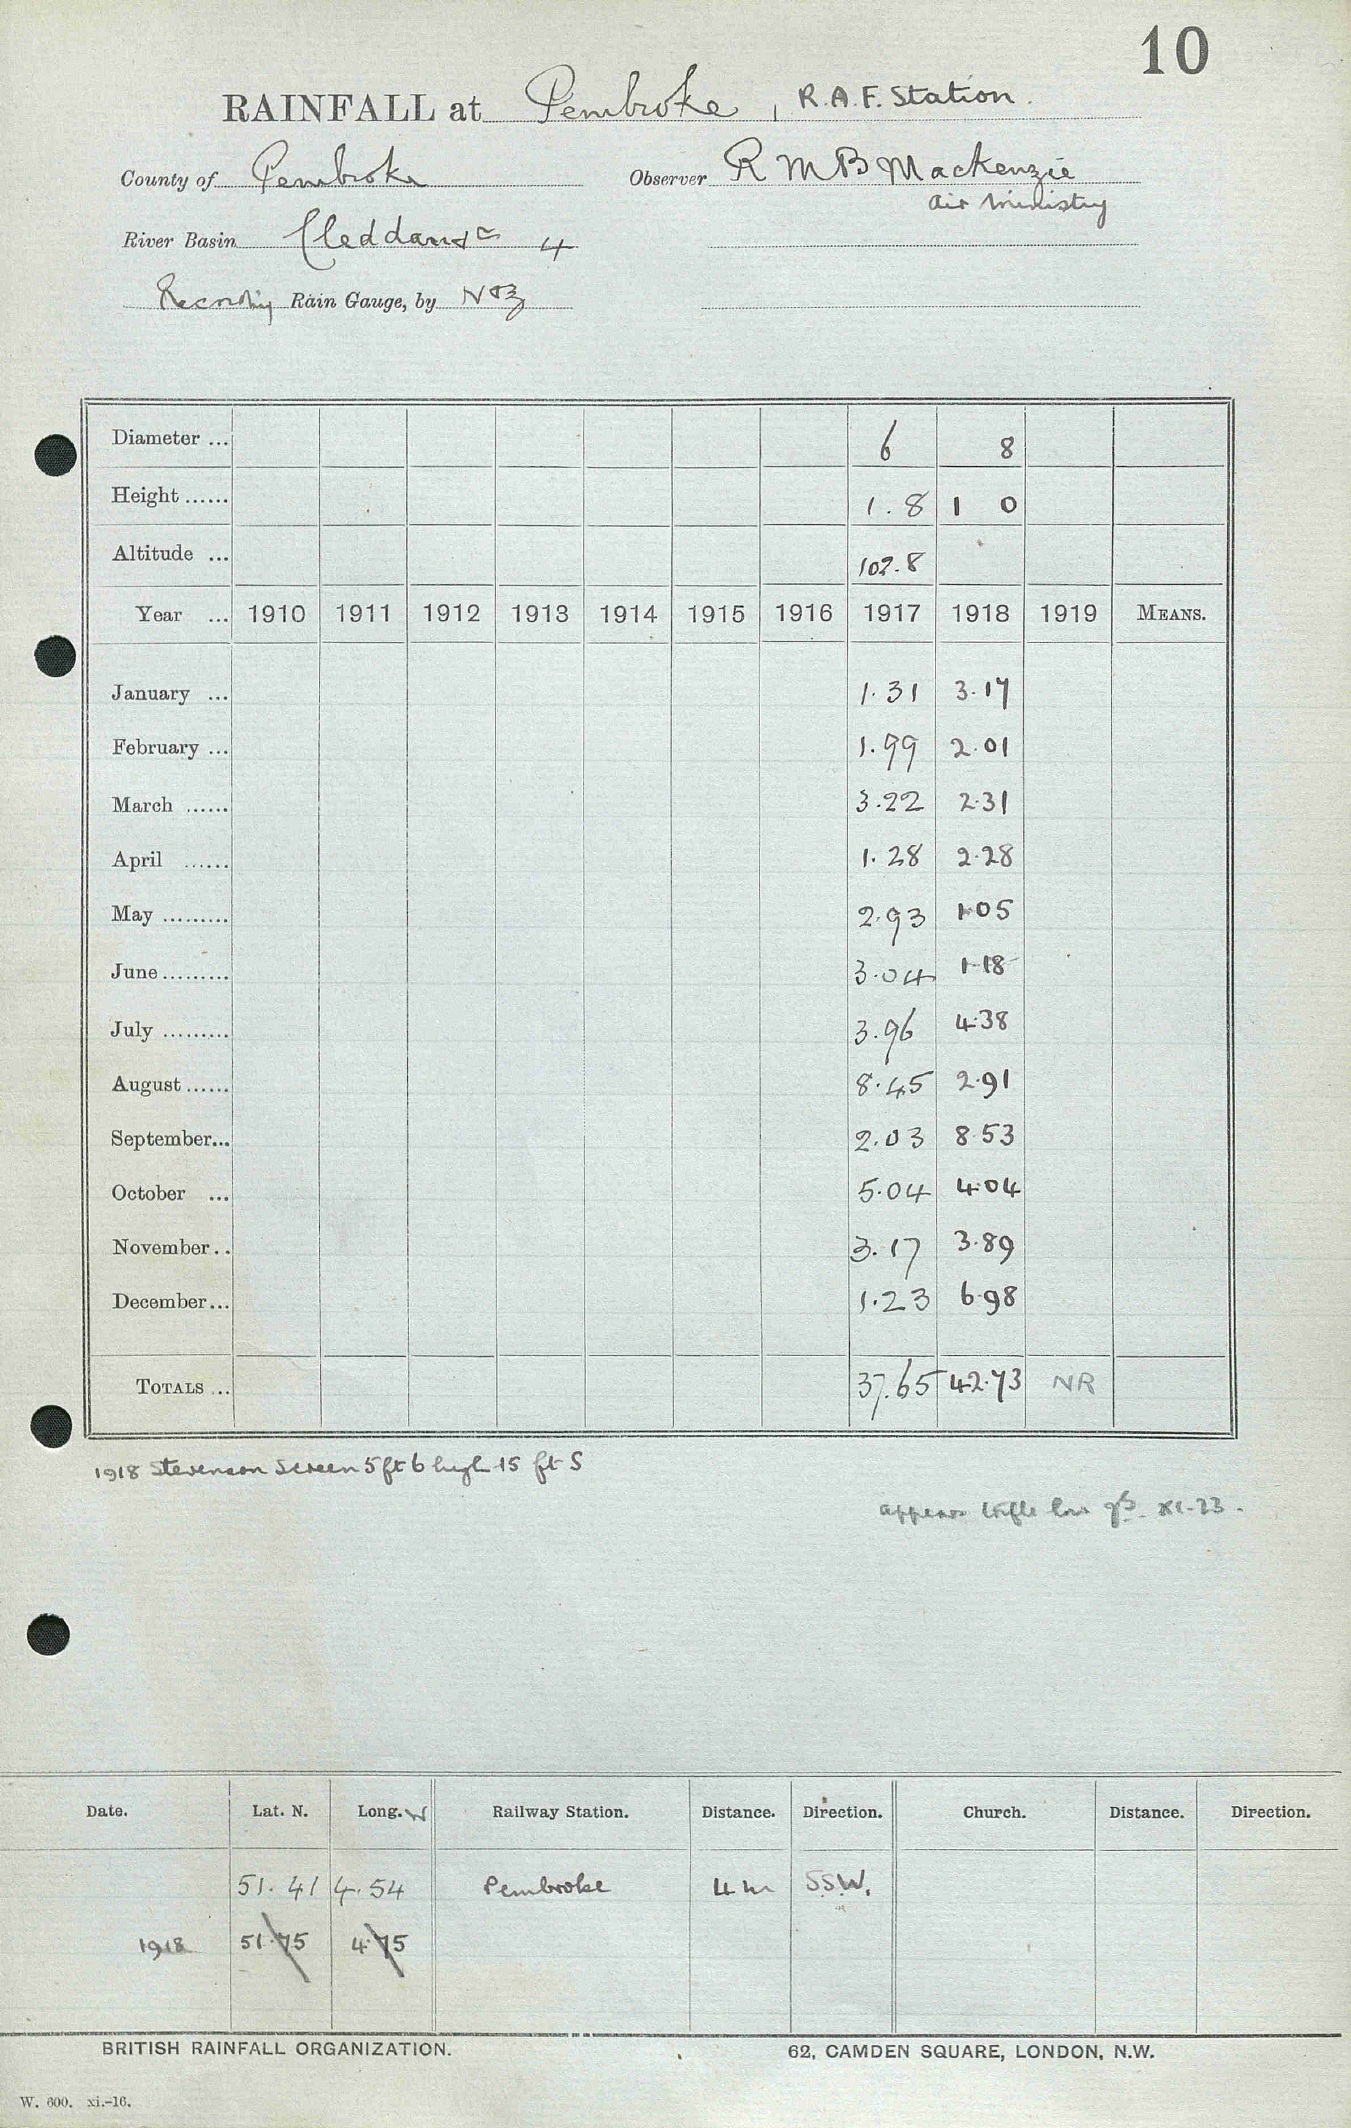 10
RAINFALL at Pembroke, R.A.F. Station.
County of Pembroke Observer R M B Mackenzie
Air Ministry
River Basin 4
Recording Rain Gauge, by N & Z
Diameter ... 6 8
Height ...... 1.8 1 0
Altitude ... 102.8
Year ... 1910 1911 1912 1913 1914 1915 1916 1917 1918 1919 MEANS.
January ... 1.31 3.17
February ... 1.99 2.01
March ...... 3.22 2.31
April ...... 1.28 2.28
May ......... 2.93 1.05
June ......... 3.04 1.18
July ......... 3.96 4.38
August ...... 8.45 2.91
September... 2.03 8.53
October ... 5.04 4.04
November .. 3.17 3.89
December... 1.23 6.98
TOTALS ... 37.65 42.73 NR
1918 Stevenson Screen 5 ft 6 high 15 ft S
appears trifle low XI-23.
Date. Lat. N. Long. W Railway Station. Distance. Direction. Church. Distance. Direction.
51.41 4.54 Pembroke 4 m SSW.
1918 51.75 4.75
BRITISH RAINFALL ORGANIZATION. 62, CAMDEN SQUARE, LONDON, N.W.
W. 600. xi.-16.